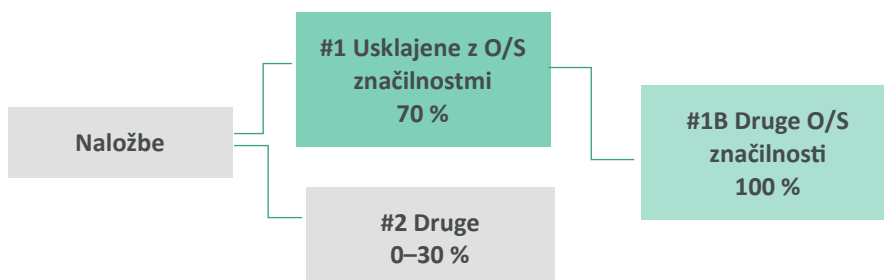 Naložbe
#1 Usklajene z O/S
značilnostmi
70 %
#1B Druge O/S
značilnosti
100 %
#2 Druge
0–30 %